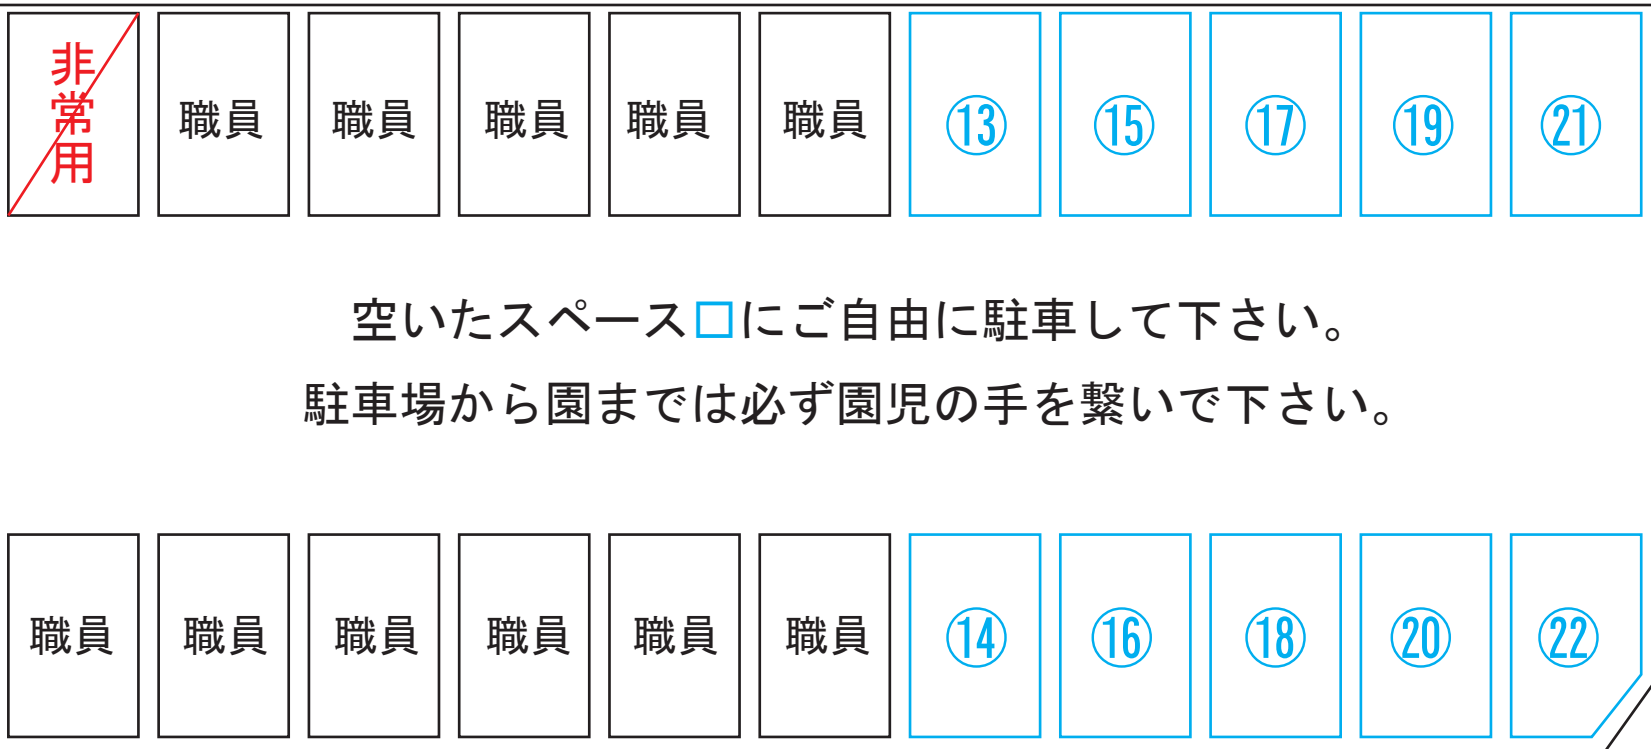 非常用 職員 職員 職員 職員 職員 ⑬ ⑮ ⑰ ⑲ ㉑
空いたスペース□にご自由に駐車して下さい。
駐車場から園までは必ず園児の手を繋いで下さい。
職員 職員 職員 職員 職員 職員 ⑭ ⑯ ⑱ ⑳ ㉒